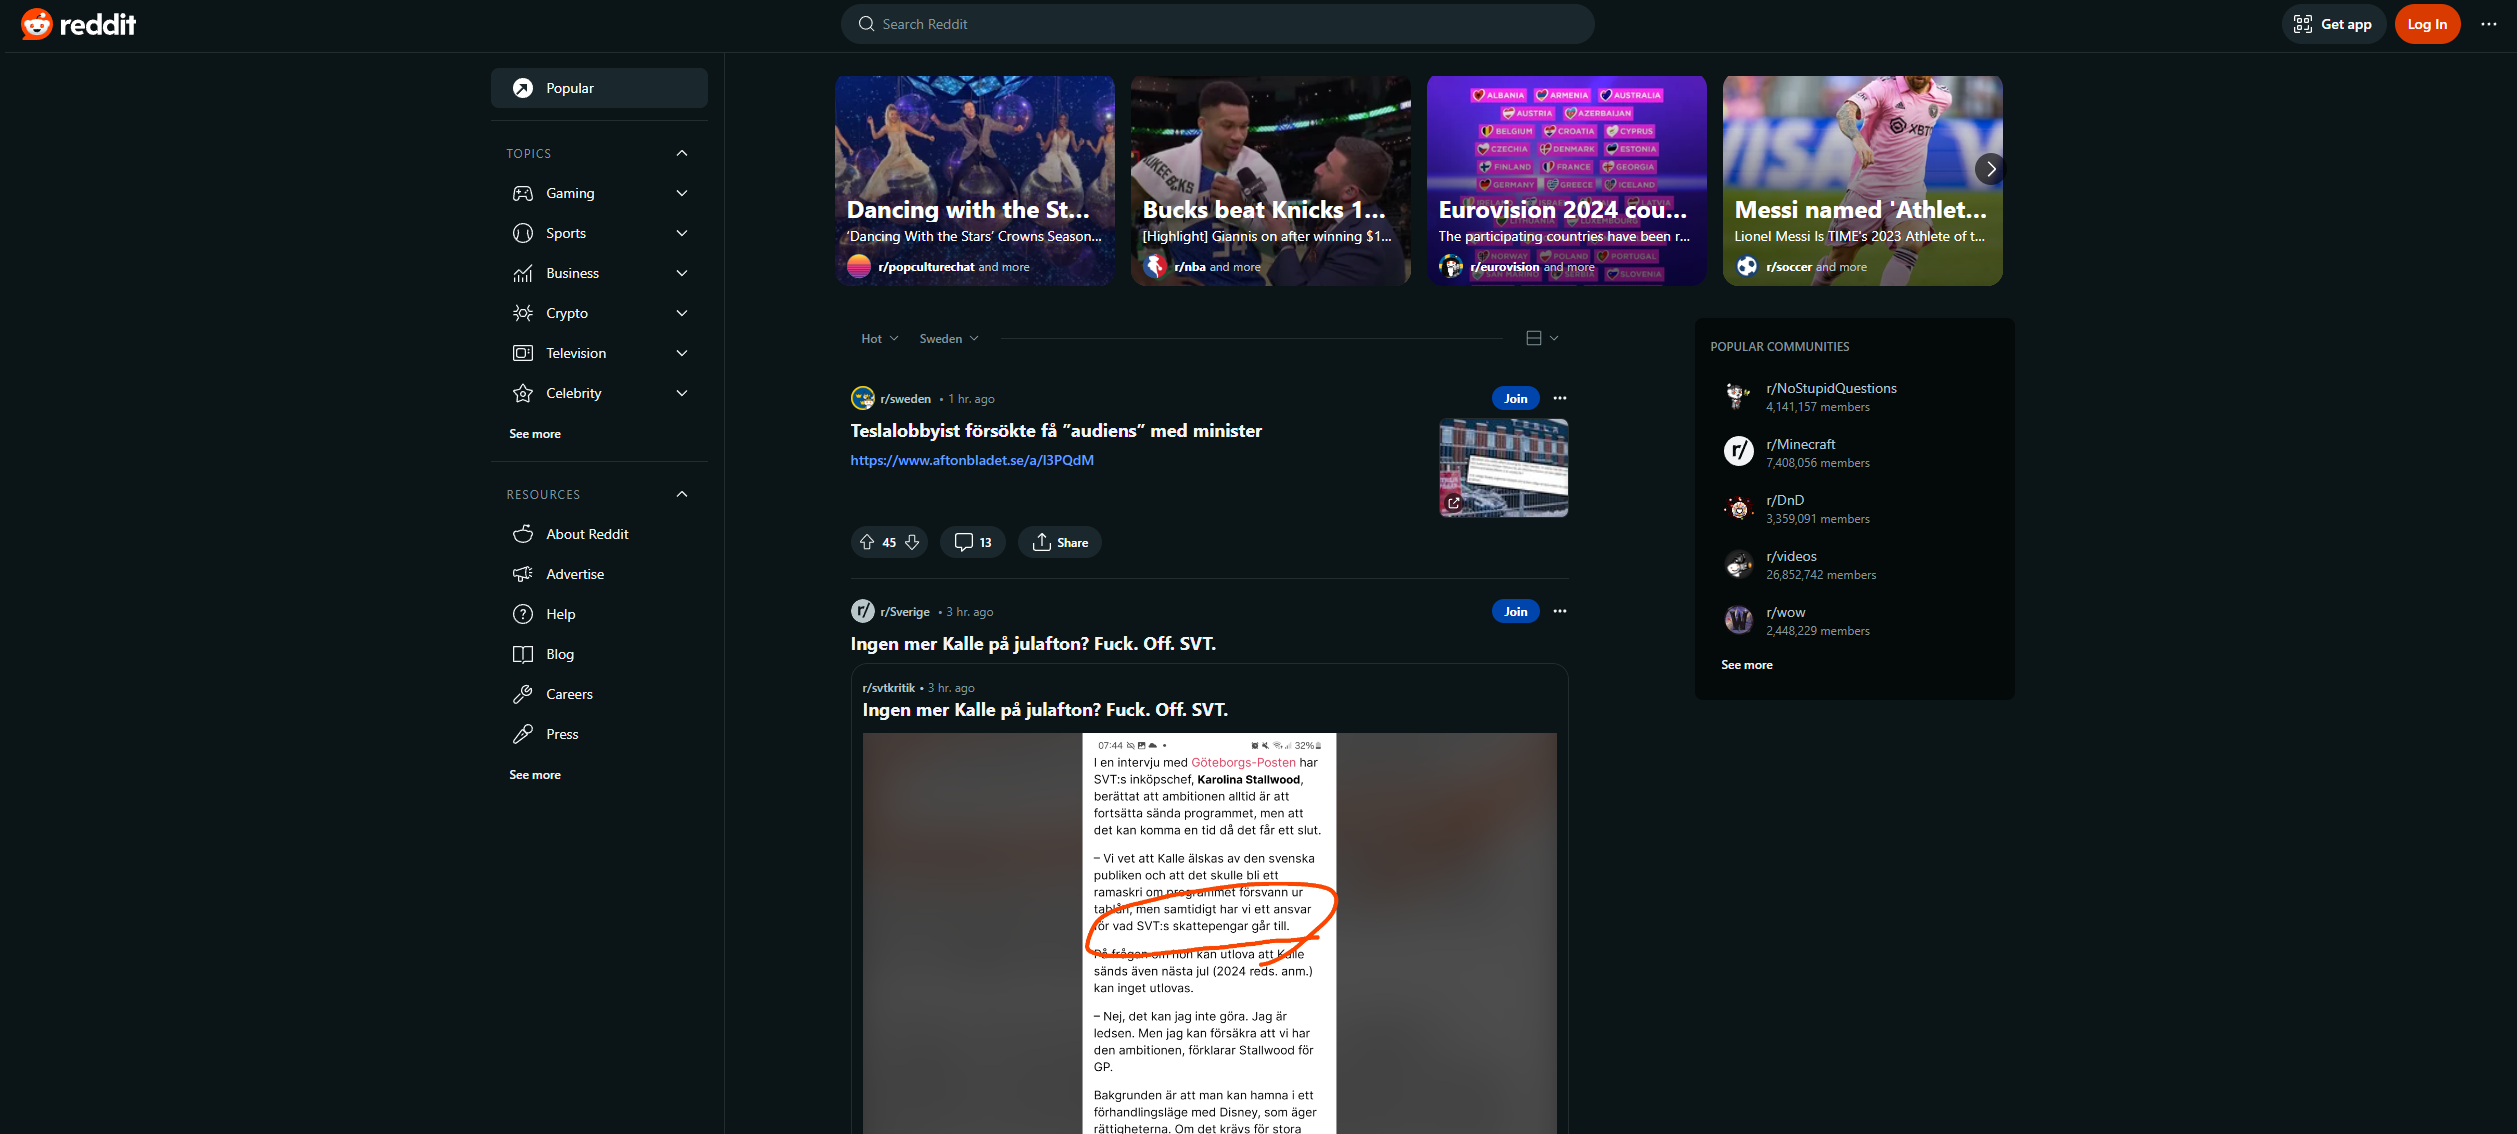 reddit
Search Reddit
Get app
Log In
Popular
TOPICS
Gaming
Sports
Business
Crypto
Television
Celebrity
See more
RESOURCES
About Reddit
Advertise
Help
Blog
Careers
Press
See more
Dancing with the St...
'Dancing With the Stars' Crowns Season...
r/popculturechat and more
Bucks beat Knicks 1...
[Highlight] Giannis on after winning $1...
r/nba and more
ALBANIA ARMENIA AUSTRALIA
AUSTRIA AZERBAIJAN
BELGIUM CROATIA CYPRUS
CZECHIA DENMARK ESTONIA
FINLAND FRANCE GEORGIA
GERMANY GREECE ICELAND
LATVIA
LUXEMBOURG
NORWAY POLAND PORTUGAL
SAN MARINO SERBIA SLOVENIA
Eurovision 2024 cou...
The participating countries have been r...
r/eurovision and more
VISA
XBT
Messi named 'Athlet...
Lionel Messi Is TIME's 2023 Athlete of t...
r/soccer and more
Hot
Sweden
r/sweden • 1 hr. ago
Join
Teslalobbyist försökte få ”audiens” med minister
https://www.aftonbladet.se/a/l3PQdM
45
13
Share
r/Sverige • 3 hr. ago
Join
Ingen mer Kalle på julafton? Fuck. Off. SVT.
r/svtkritik • 3 hr. ago
Ingen mer Kalle på julafton? Fuck. Off. SVT.
07:44
32%
I en intervju med Göteborgs-Posten har
SVT:s inköpschef, Karolina Stallwood,
berättat att ambitionen alltid är att
fortsätta sända programmet, men att
det kan komma en tid då det får ett slut.
– Vi vet att Kalle älskas av den svenska
publiken och att det skulle bli ett
ramaskri om programmet försvann ur
tablån, men samtidigt har vi ett ansvar
för vad SVT:s skattepengar går till.
På frågan om hon kan utlova att Kalle
sänds även nästa jul (2024 reds. anm.)
kan inget utlovas.
– Nej, det kan jag inte göra. Jag är
ledsen. Men jag kan försäkra att vi har
den ambitionen, förklarar Stallwood för
GP.
Bakgrunden är att man kan hamna i ett
förhandlingsläge med Disney, som äger
rättigheterna. Om det krävs för stora
POPULAR COMMUNITIES
r/NoStupidQuestions
4,141,157 members
r/Minecraft
7,408,056 members
r/DnD
3,359,091 members
r/videos
26,852,742 members
r/wow
2,448,229 members
See more